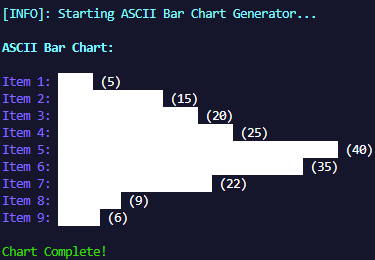 [INFO]: Starting ASCII Bar Chart Generator...
ASCII Bar Chart:
Item 1: (5)
Item 2: (15)
Item 3: (20)
Item 4: (25)
Item 5: (40)
Item 6: (35)
Item 7: (22)
Item 8: (9)
Item 9: (6)
Chart Complete!